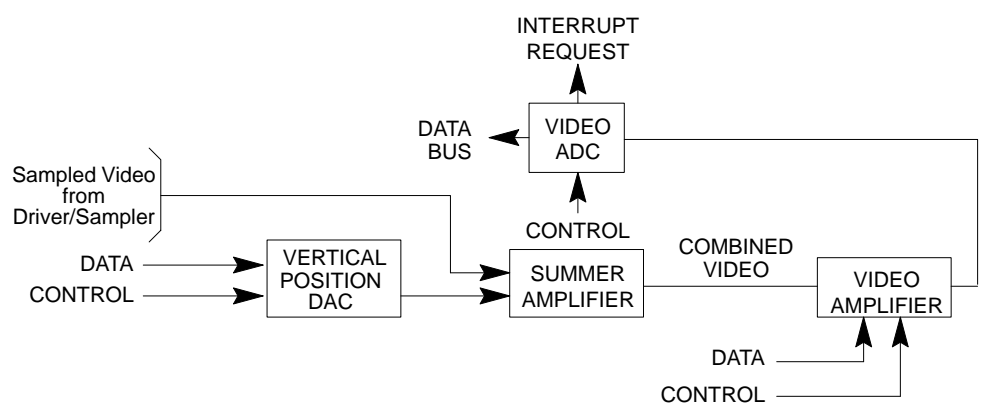 INTERRUPT
REQUEST
DATA
BUS
VIDEO
ADC
Sampled Video
from
Driver/Sampler
CONTROL
DATA
CONTROL
VERTICAL
POSITION
DAC
SUMMER
AMPLIFIER
COMBINED
VIDEO
VIDEO
AMPLIFIER
DATA
CONTROL